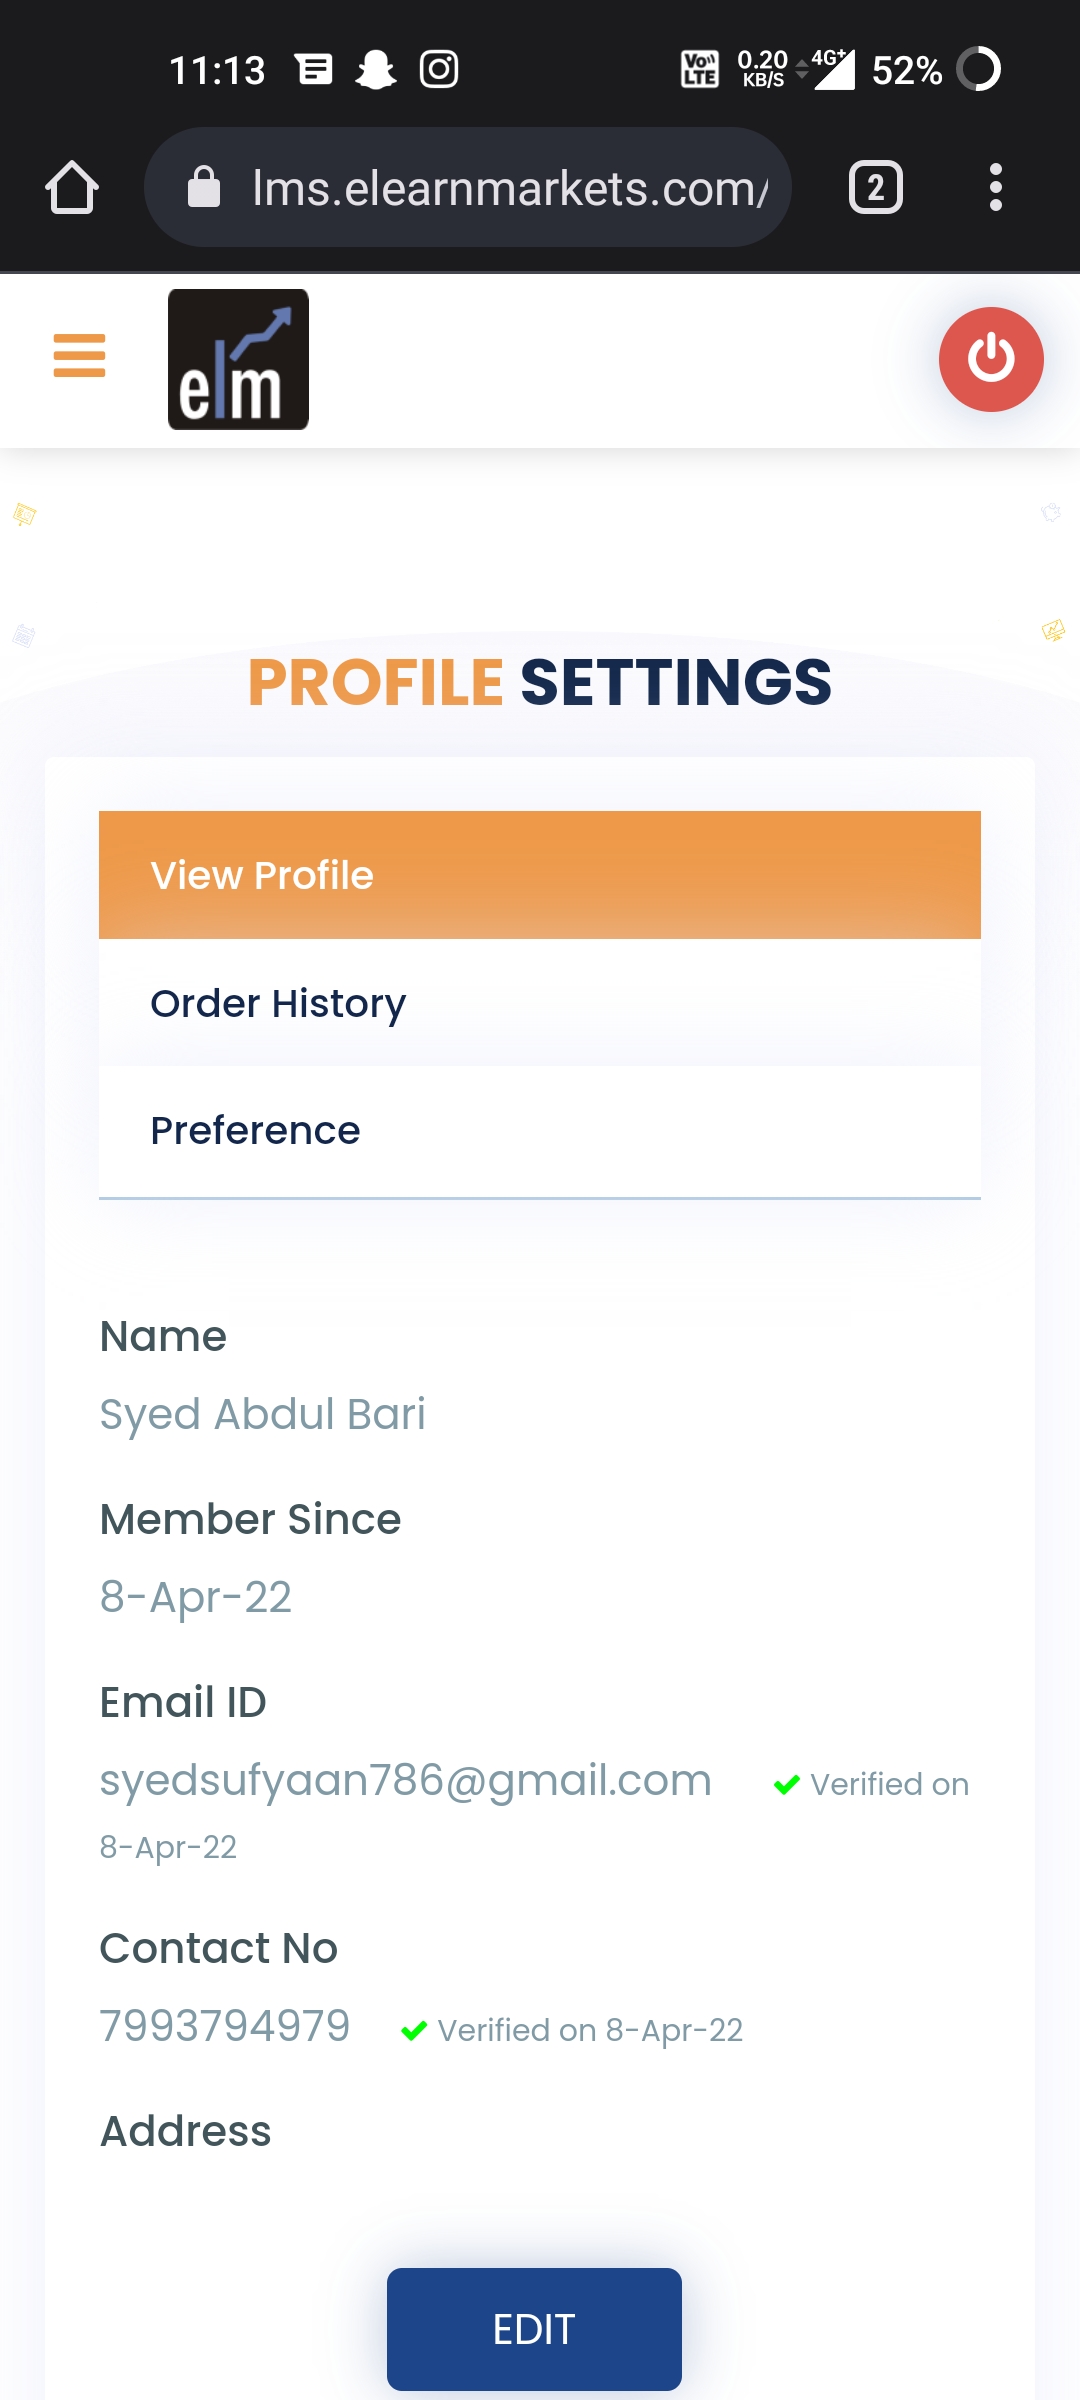 11:13 VoLTE 0.20 KB/S 4G+ 52%
lms.elearnmarkets.com/ 2
elm
PROFILE SETTINGS
View Profile
Order History
Preference
Name
Syed Abdul Bari
Member Since
8-Apr-22
Email ID
syedsufyaan786@gmail.com Verified on
8-Apr-22
Contact No
7993794979 Verified on 8-Apr-22
Address
EDIT